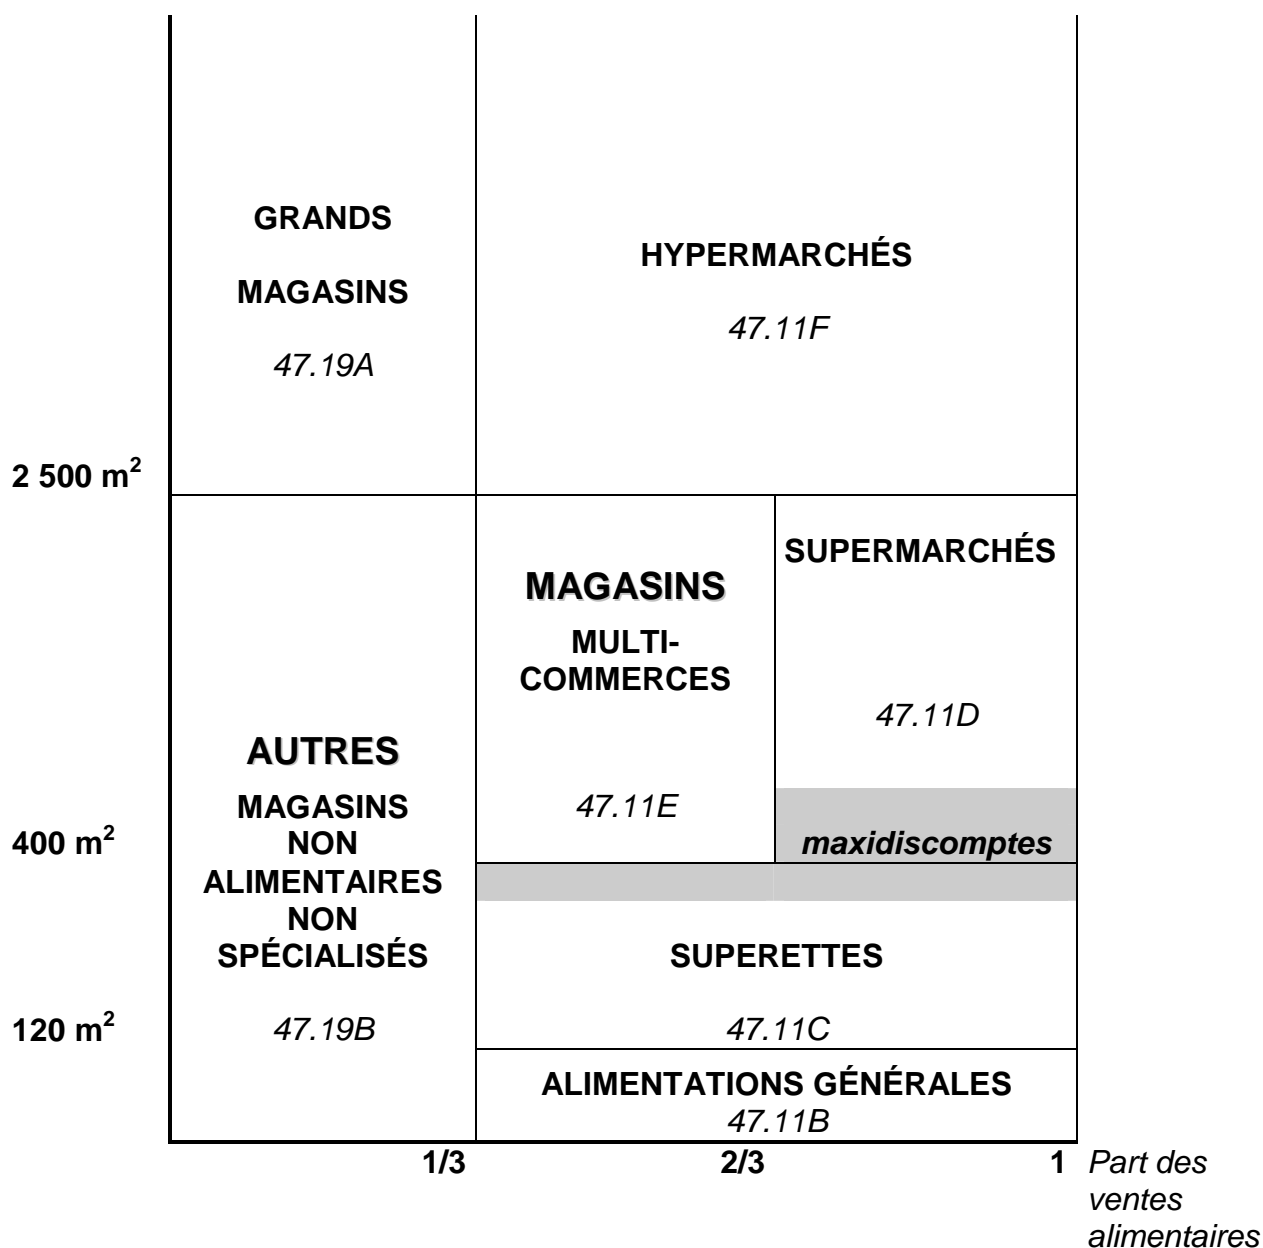 GRANDS
MAGASINS
47.19A
HYPERMARCHÉS
47.11F
2 500 m²
MAGASINS
MULTI-
COMMERCES
47.11E
SUPERMARCHÉS
47.11D
maxidiscomptes
400 m²
AUTRES
MAGASINS
NON
ALIMENTAIRES
NON
SPÉCIALISÉS
47.19B
SUPERETTES
47.11C
120 m²
ALIMENTATIONS GÉNÉRALES
47.11B
1/3
2/3
1
Part des
ventes
alimentaires